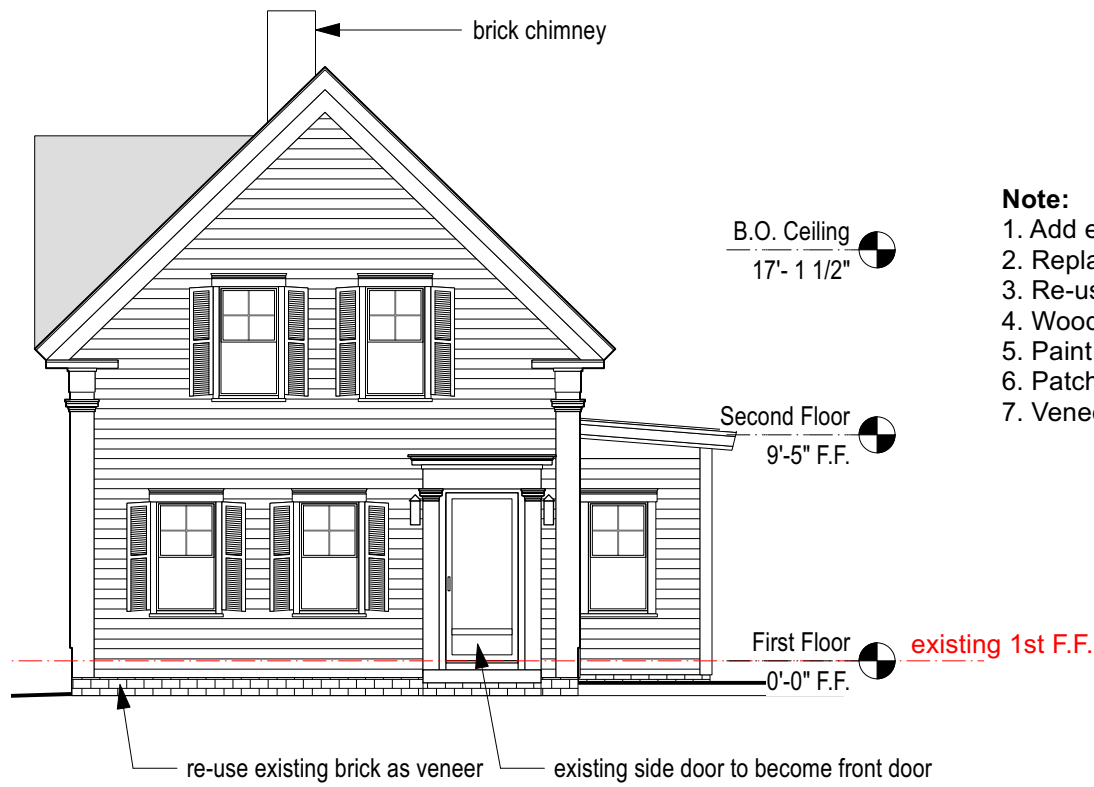 brick chimney
Note:
1. Add e
2. Repla
3. Re-us
4. Wood
5. Paint
6. Patch
7. Venee
B.O. Ceiling
17'- 1 1/2"
Second Floor
9'-5" F.F.
First Floor
0'-0" F.F.
existing 1st F.F.
re-use existing brick as veneer
existing side door to become front door